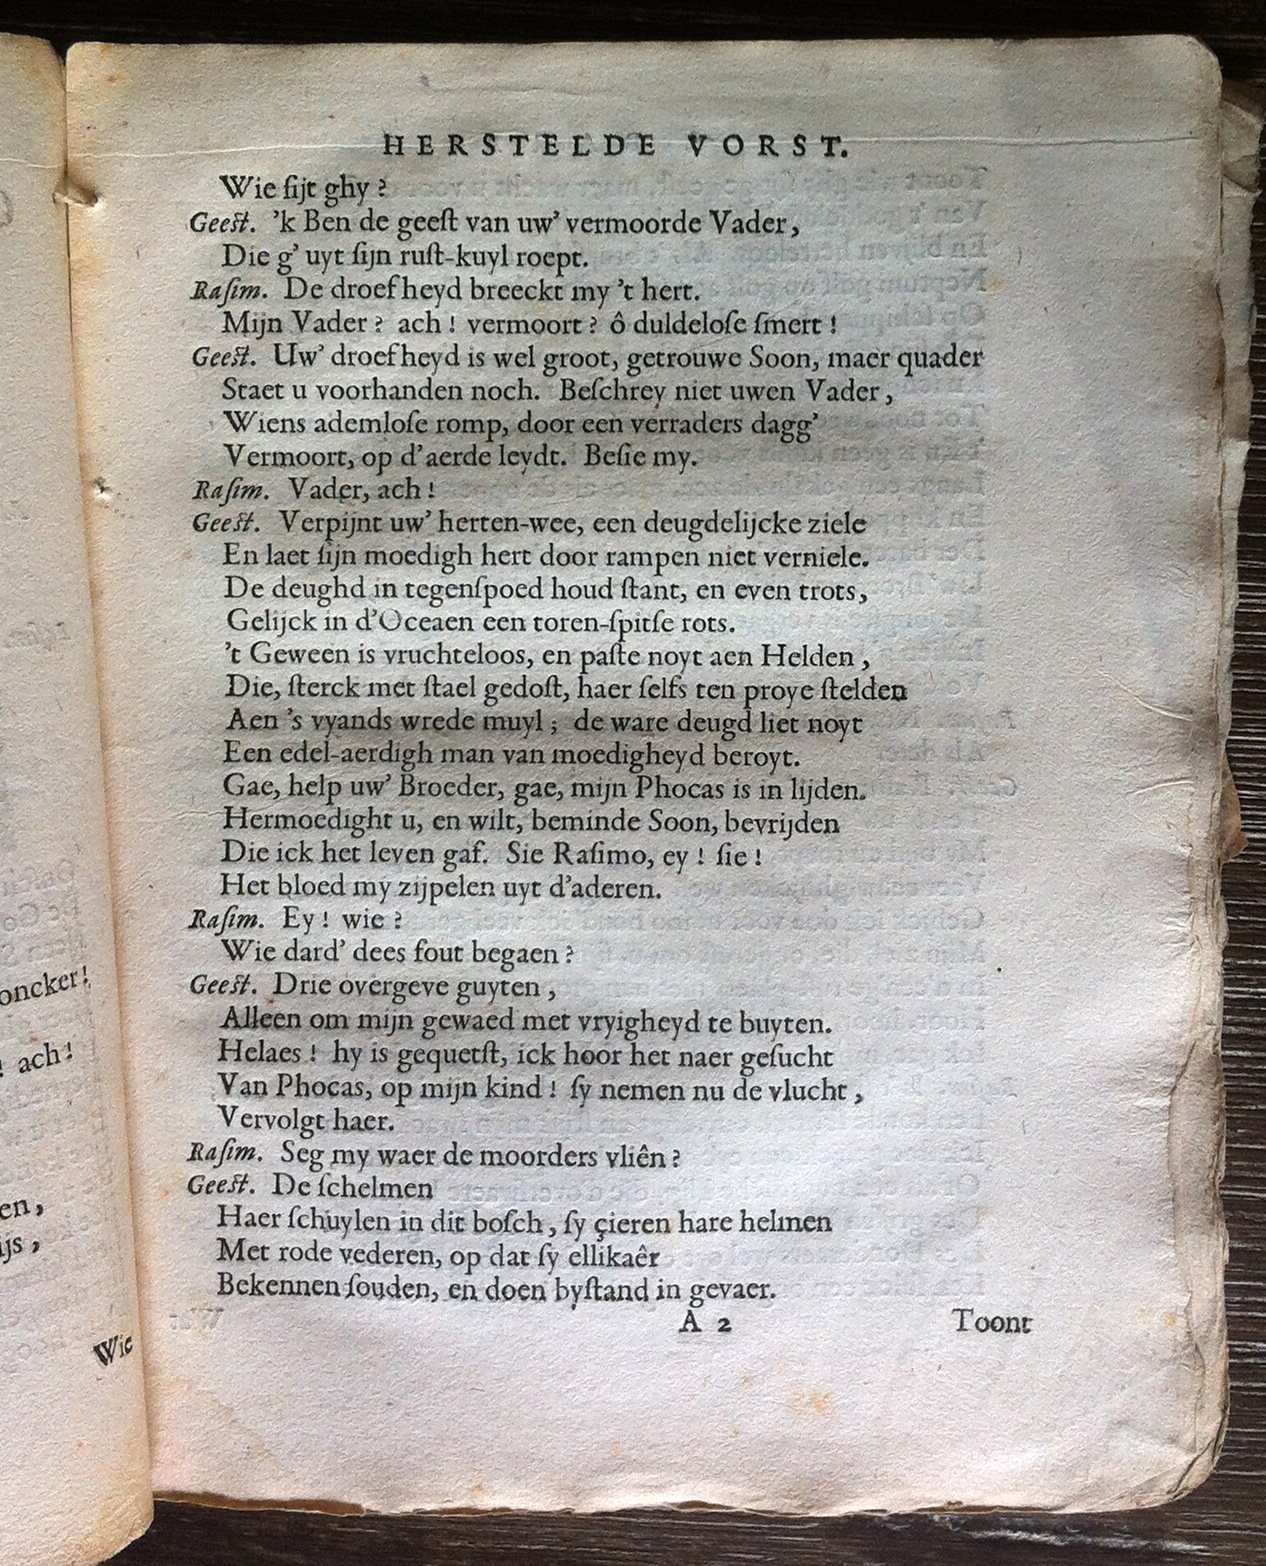 HERSTELDE VORST.
Wie ſijt ghy ?
Geeſt. 'k Ben de geeſt van uw' vermoorde Vader,
Die g' uyt ſijn ruſt-kuyl roept.
Raſim. De droefheyd breeckt my 't hert.
Mijn Vader ? ach ! vermoort ? ô duldeloſe ſmert !
Geeſt. Uw' droefheyd is wel groot, getrouwe Soon, maer quader
Staet u voorhanden noch. Beſchrey niet uwen Vader,
Wiens ademloſe romp, door een verraders dagg'
Vermoort, op d'aerde leydt. Beſie my.
Raſim. Vader, ach !
Geeſt. Verpijnt uw' herten-wee, een deugdelijcke ziele
En laet ſijn moedigh hert door rampen niet verniele.
De deughd in tegenſpoed houd ſtant, en even trots,
Gelijck in d'Oceaen een toren-ſpitſe rots.
't Geween is vruchteloos, en paſte noyt aen Helden,
Die, ſterck met ſtael gedoſt, haer ſelfs ten proye ſtelden
Aen 's vyands wrede muyl; de ware deugd liet noyt
Een edel-aerdigh man van moedigheyd beroyt.
Gae, help uw' Broeder, gae, mijn Phocas is in lijden.
Hermoedight u, en wilt, beminde Soon, bevrijden
Die ick het leven gaf. Sie Raſimo, ey ! ſie !
Het bloed my zijpelen uyt d'aderen.
Raſim. Ey ! wie ?
Wie dard' dees fout begaen ?
Geeſt. Drie overgeve guyten,
Alleen om mijn gewaed met vryigheyd te buyten.
Helaes ! hy is gequetſt, ick hoor het naer geſucht
Van Phocas, op mijn kind ! ſy nemen nu de vlucht,
Vervolgt haer.
Raſim. Seg my waer de moorders vliên ?
Geeſt. De ſchelmen
Haer ſchuylen in dit boſch, ſy çieren hare helmen
Met rode vederen, op dat ſy ellikaêr
Bekennen ſouden, en doen byſtand in gevaer.
A 2 Toont
oncker!
! ach!
en,
ijs,
Wie